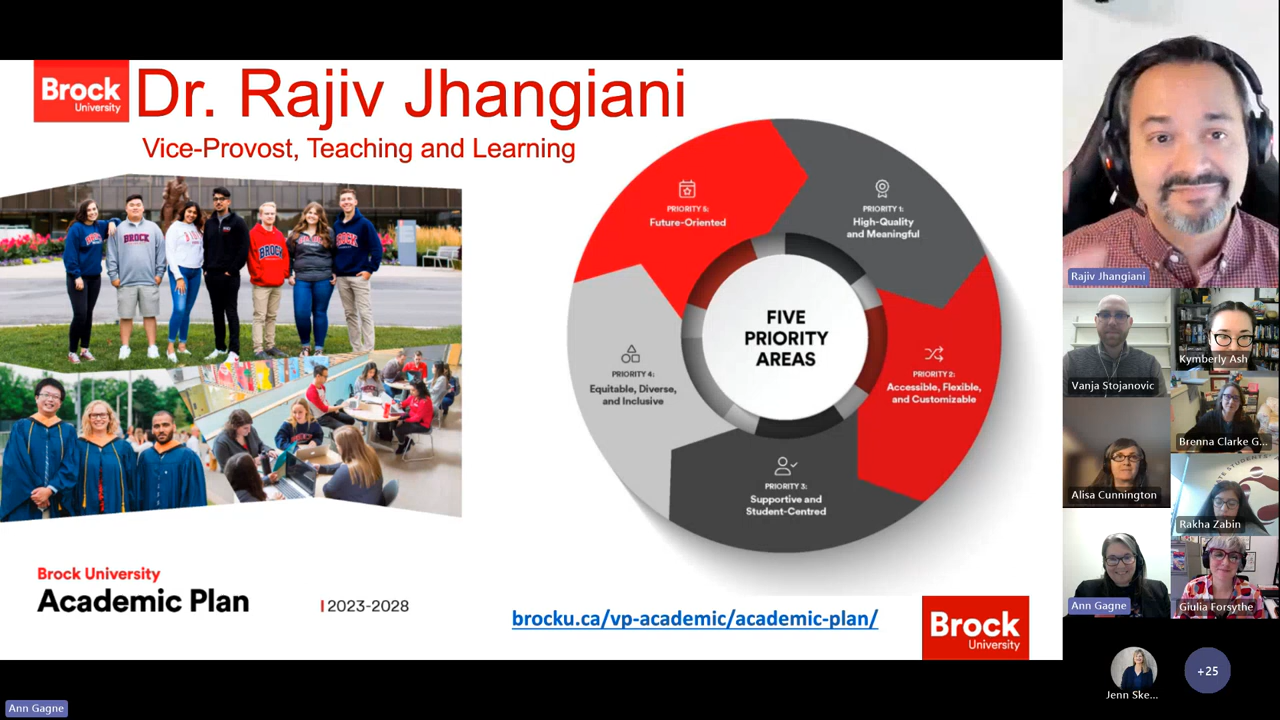 Brock
University
Dr. Rajiv Jhangiani
Vice-Provost, Teaching and Learning
BROCK
BROCK
PRIORITY 5:
Future-Oriented
PRIORITY 1:
High-Quality
and Meaningful
FIVE
PRIORITY
AREAS
PRIORITY 4:
Equitable, Diverse,
and Inclusive
PRIORITY 2:
Accessible, Flexible,
and Customizable
PRIORITY 3:
Supportive and
Student-Centred
Brock University
Academic Plan
2023-2028
brocku.ca/vp-academic/academic-plan/
Brock
University
Ann Gagne
Rajiv Jhangiani
Vanja Stojanovic
Kymberly Ash
Brenna Clarke G...
Alisa Cunnington
Rakha Zabin
Ann Gagne
Giulia Forsythe
Jenn Ske...
+25